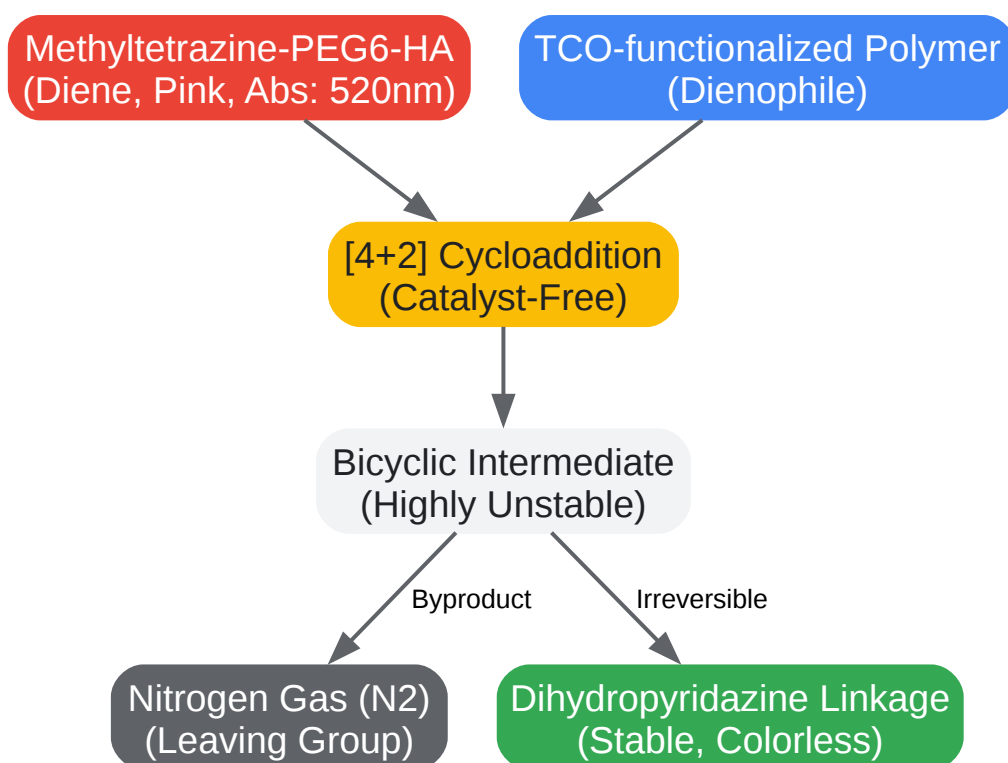 Methyltetrazine-PEG6-HA
(Diene, Pink, Abs: 520nm)
TCO-functionalized Polymer
(Dienophile)
[4+2] Cycloaddition
(Catalyst-Free)
Bicyclic Intermediate
(Highly Unstable)
Byproduct
Irreversible
Nitrogen Gas (N2)
(Leaving Group)
Dihydropyridazine Linkage
(Stable, Colorless)